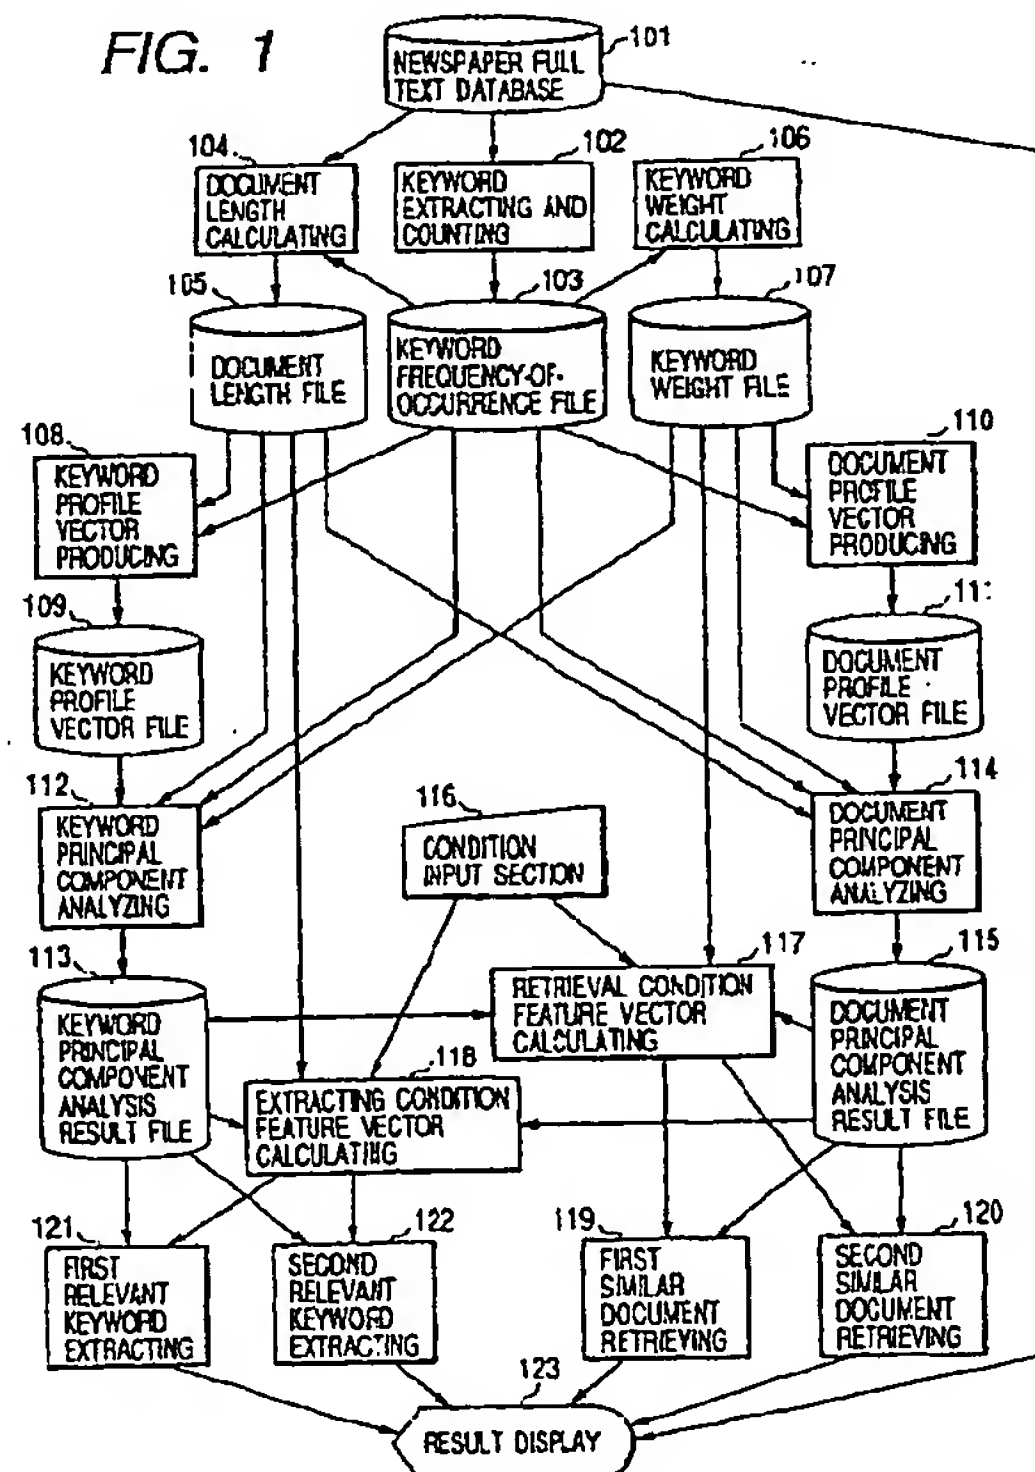 FIG. 1
101
NEWSPAPER FULL
TEXT DATABASE
104
DOCUMENT
LENGTH
CALCULATING
102
KEYWORD
EXTRACTING AND
COUNTING
106
KEYWORD
WEIGHT
CALCULATING
105
DOCUMENT
LENGTH FILE
103
KEYWORD
FREQUENCY-OF-
OCCURRENCE FILE
107
KEYWORD
WEIGHT FILE
108
KEYWORD
PROFILE
VECTOR
PRODUCING
110
DOCUMENT
PROFILE
VECTOR
PRODUCING
109
KEYWORD
PROFILE
VECTOR FILE
111
DOCUMENT
PROFILE
VECTOR FILE
112
KEYWORD
PRINCIPAL
COMPONENT
ANALYZING
116
CONDITION
INPUT SECTION
114
DOCUMENT
PRINCIPAL
COMPONENT
ANALYZING
113
KEYWORD
PRINCIPAL
COMPONENT
ANALYSIS
RESULT FILE
117
RETRIEVAL CONDITION
FEATURE VECTOR
CALCULATING
115
DOCUMENT
PRINCIPAL
COMPONENT
ANALYSIS
RESULT FILE
118
EXTRACTING CONDITION
FEATURE VECTOR
CALCULATING
121
FIRST
RELEVANT
KEYWORD
EXTRACTING
122
SECOND
RELEVANT
KEYWORD
EXTRACTING
119
FIRST
SIMILAR
DOCUMENT
RETRIEVING
120
SECOND
SIMILAR
DOCUMENT
RETRIEVING
123
RESULT DISPLAY